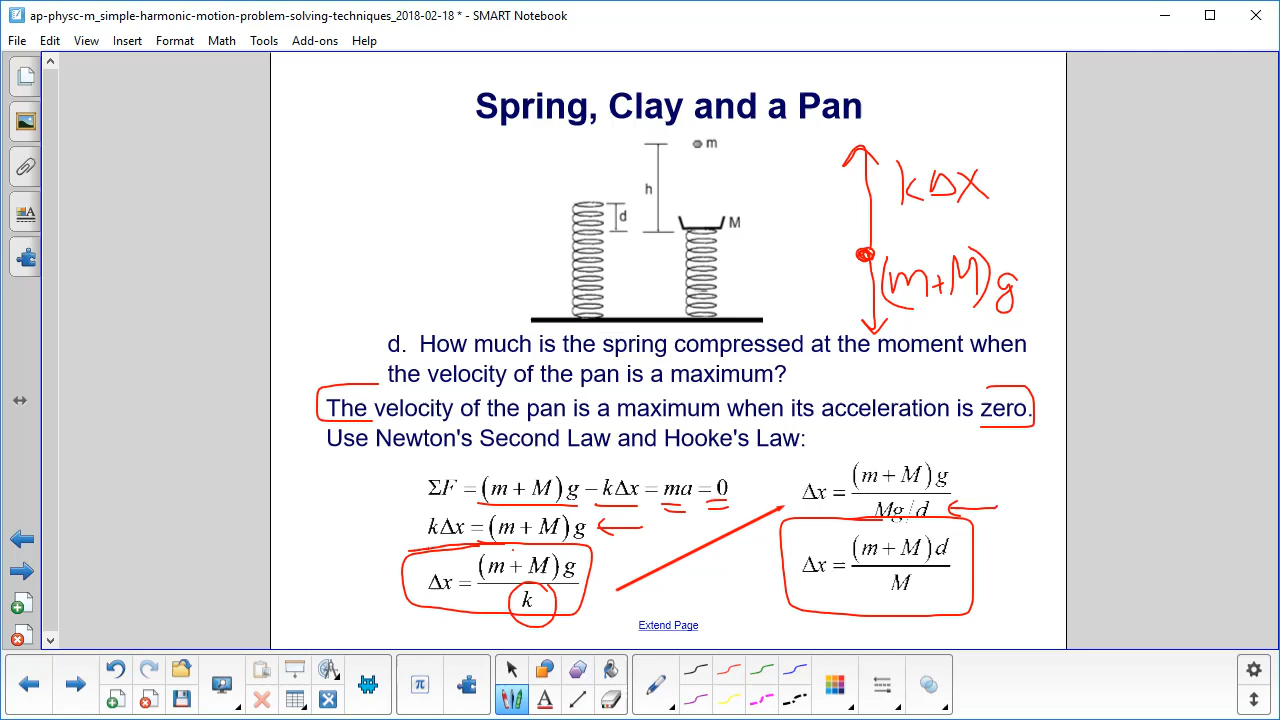 ap-physc-m_simple-harmonic-motion-problem-solving-techniques_2018-02-18 * - SMART Notebook
File Edit View Insert Format Math Tools Add-ons Help
Spring, Clay and a Pan
m
h
d
M
kΔx
(m+M)g
d. How much is the spring compressed at the moment when
the velocity of the pan is a maximum?
The velocity of the pan is a maximum when its acceleration is zero.
Use Newton's Second Law and Hooke's Law:
ΣF = (m + M)g − kΔx = ma = 0
kΔx = (m + M)g
Δx = (m + M)g / k
Δx = (m + M)g / Mg/d
Δx = (m + M)d / M
Extend Page
π
A